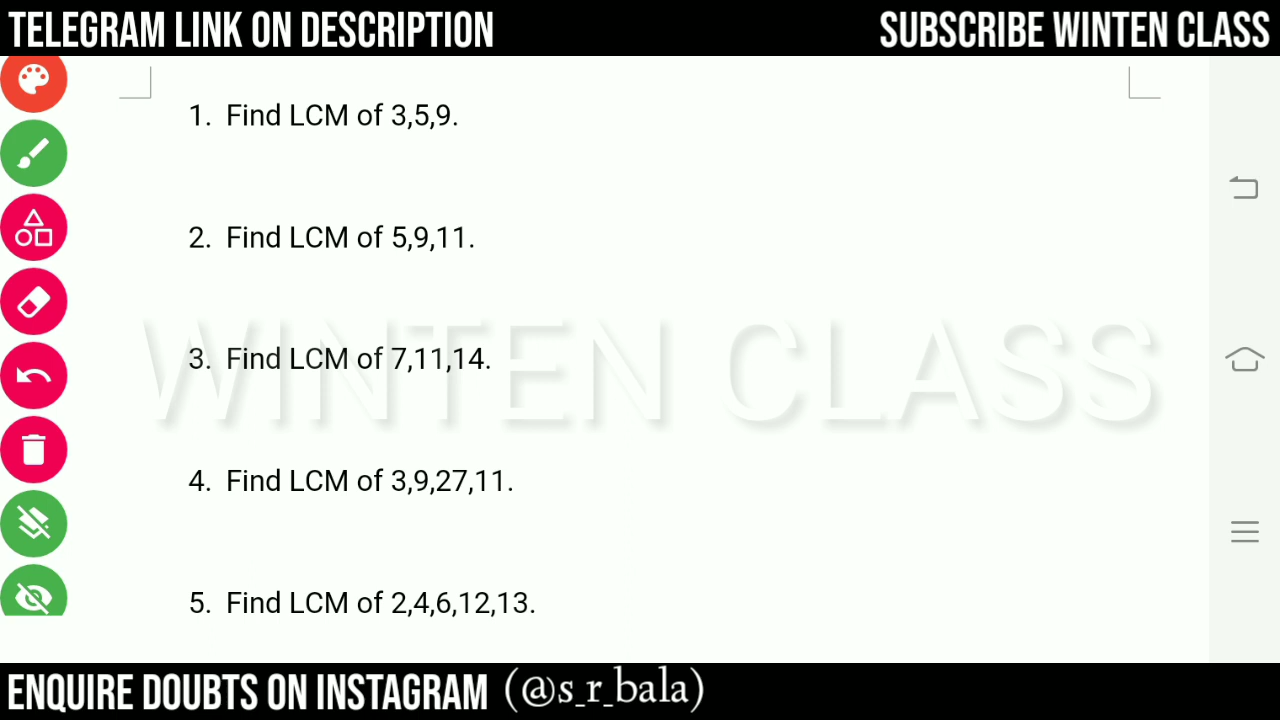 TELEGRAM LINK ON DESCRIPTION SUBSCRIBE WINTEN CLASS
1. Find LCM of 3,5,9.
2. Find LCM of 5,9,11.
WINTEN CLASS
3. Find LCM of 7,11,14.
4. Find LCM of 3,9,27,11.
5. Find LCM of 2,4,6,12,13.
ENQUIRE DOUBTS ON INSTAGRAM (@s_r_bala)